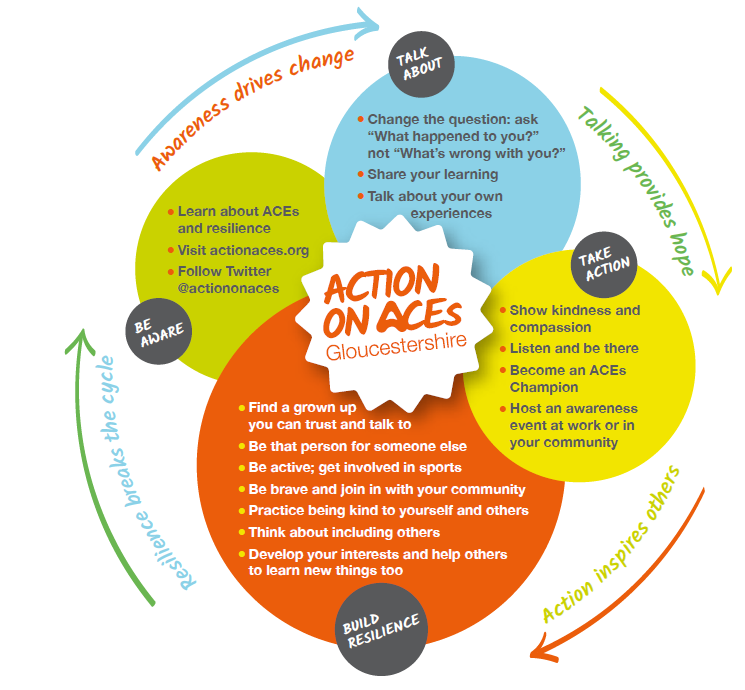 Awareness drives change
TALK
ABOUT
• Change the question: ask
“What happened to you?”
not “What’s wrong with you?”
• Share your learning
• Talk about your own
experiences
Talking provides hope
TAKE
ACTION
• Show kindness and
compassion
• Listen and be there
• Become an ACEs
Champion
• Host an awareness
event at work or in
your community
Action inspires others
BUILD
RESILIENCE
• Find a grown up
you can trust and talk to
• Be that person for someone else
• Be active; get involved in sports
• Be brave and join in with your community
• Practice being kind to yourself and others
• Think about including others
• Develop your interests and help others
to learn new things too
Resilience breaks the cycle
BE
AWARE
• Learn about ACEs
and resilience
• Visit actionaces.org
• Follow Twitter
@actiononaces
ACTION
ON ACEs
Gloucestershire